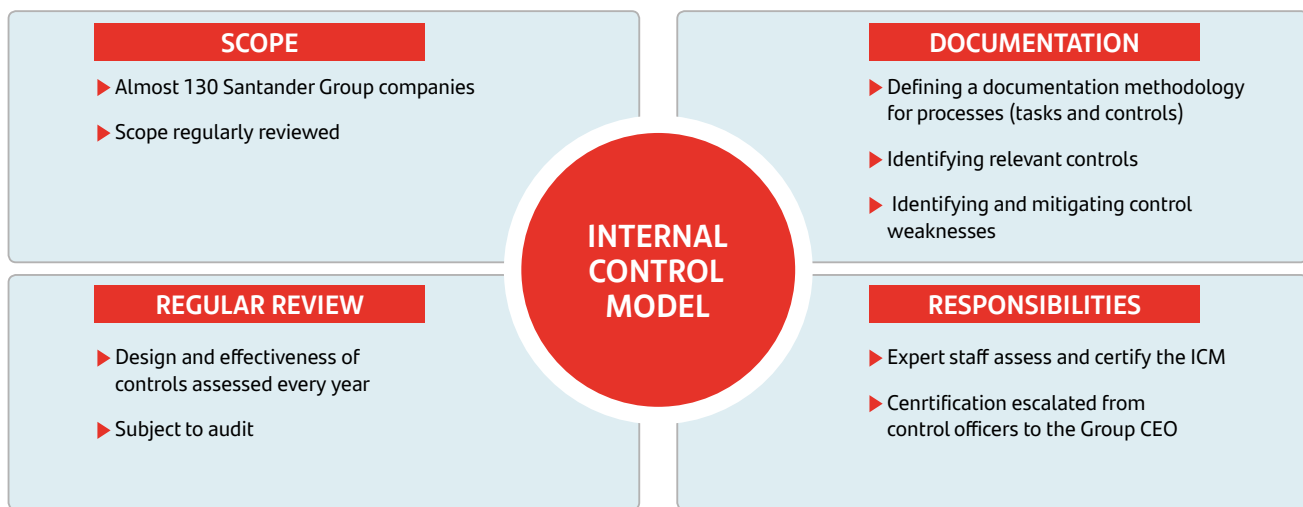 SCOPE
▶ Almost 130 Santander Group companies
▶ Scope regularly reviewed
DOCUMENTATION
▶ Defining a documentation methodology
for processes (tasks and controls)
▶ Identifying relevant controls
▶ Identifying and mitigating control
weaknesses
INTERNAL
CONTROL
MODEL
REGULAR REVIEW
▶ Design and effectiveness of
controls assessed every year
▶ Subject to audit
RESPONSIBILITIES
▶ Expert staff assess and certify the ICM
▶ Cenrtification escalated from
control officers to the Group CEO